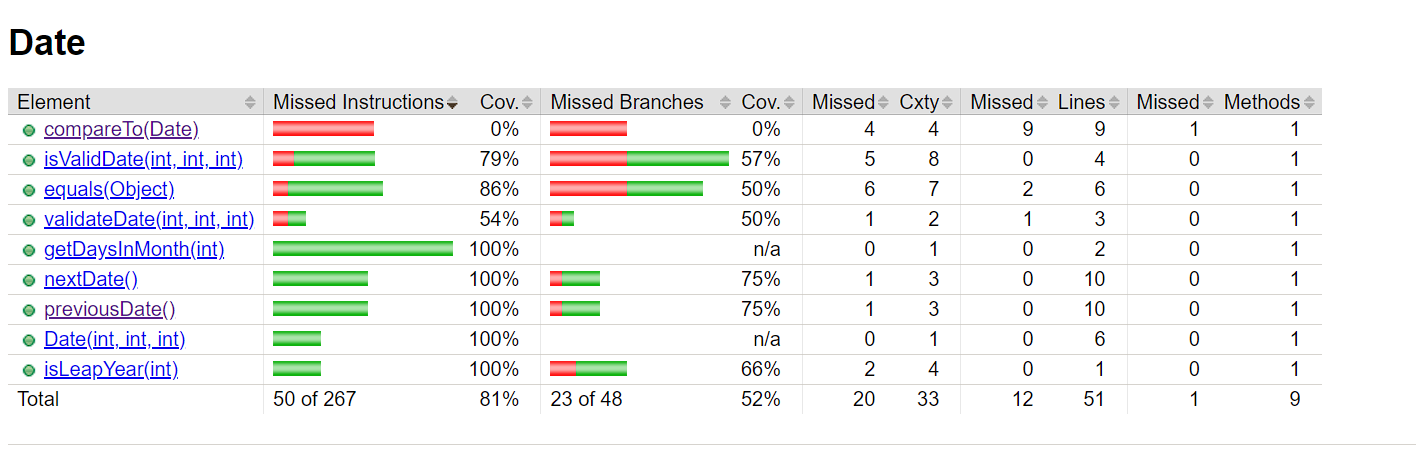 Date
Element Missed Instructions Cov. Missed Branches Cov. Missed Cxty Missed Lines Missed Methods
compareTo(Date) 0% 0% 4 4 9 9 1 1
isValidDate(int, int, int) 79% 57% 5 8 0 4 0 1
equals(Object) 86% 50% 6 7 2 6 0 1
validateDate(int, int, int) 54% 50% 1 2 1 3 0 1
getDaysInMonth(int) 100% n/a 0 1 0 2 0 1
nextDate() 100% 75% 1 3 0 10 0 1
previousDate() 100% 75% 1 3 0 10 0 1
Date(int, int, int) 100% n/a 0 1 0 6 0 1
isLeapYear(int) 100% 66% 2 4 0 1 0 1
Total 50 of 267 81% 23 of 48 52% 20 33 12 51 1 9